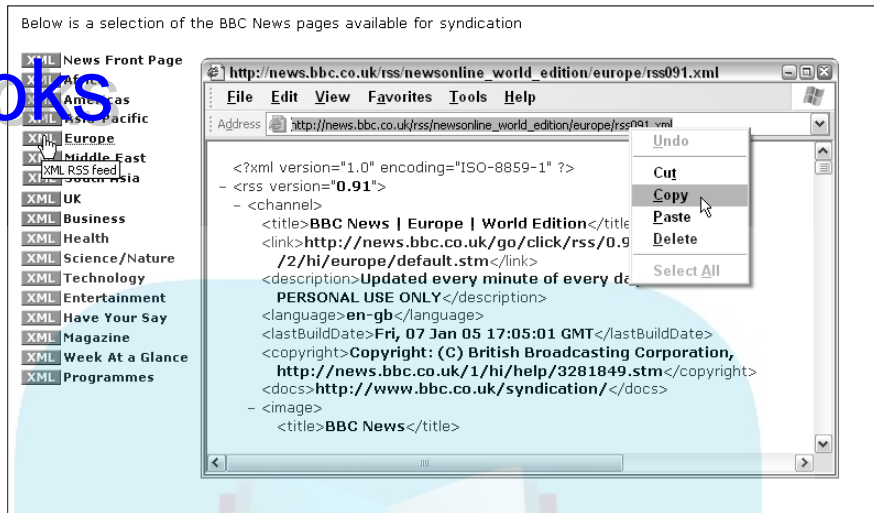 Below is a selection of the BBC News pages available for syndication
XML News Front Page
XML
XML Americas
Asia-Pacific
XML Europe
XML Middle East
XML RSS feed
XML South Asia
XML UK
XML Business
XML Health
XML Science/Nature
XML Technology
XML Entertainment
XML Have Your Say
XML Magazine
XML Week At a Glance
XML Programmes
oks
http://news.bbc.co.uk/rss/newsonline_world_edition/europe/rss091.xml
File Edit View Favorites Tools Help
Address http://news.bbc.co.uk/rss/newsonline_world_edition/europe/rss091.xml
<?xml version="1.0" encoding="ISO-8859-1" ?>
– <rss version="0.91">
– <channel>
<title>BBC News | Europe | World Edition</title
<link>http://news.bbc.co.uk/go/click/rss/0.9
/2/hi/europe/default.stm</link>
<description>Updated every minute of every da
PERSONAL USE ONLY</description>
<language>en-gb</language>
<lastBuildDate>Fri, 07 Jan 05 17:05:01 GMT</lastBuildDate>
<copyright>Copyright: (C) British Broadcasting Corporation,
http://news.bbc.co.uk/1/hi/help/3281849.stm</copyright>
<docs>http://www.bbc.co.uk/syndication/</docs>
– <image>
<title>BBC News</title>
Undo
Cut
Copy
Paste
Delete
Select All